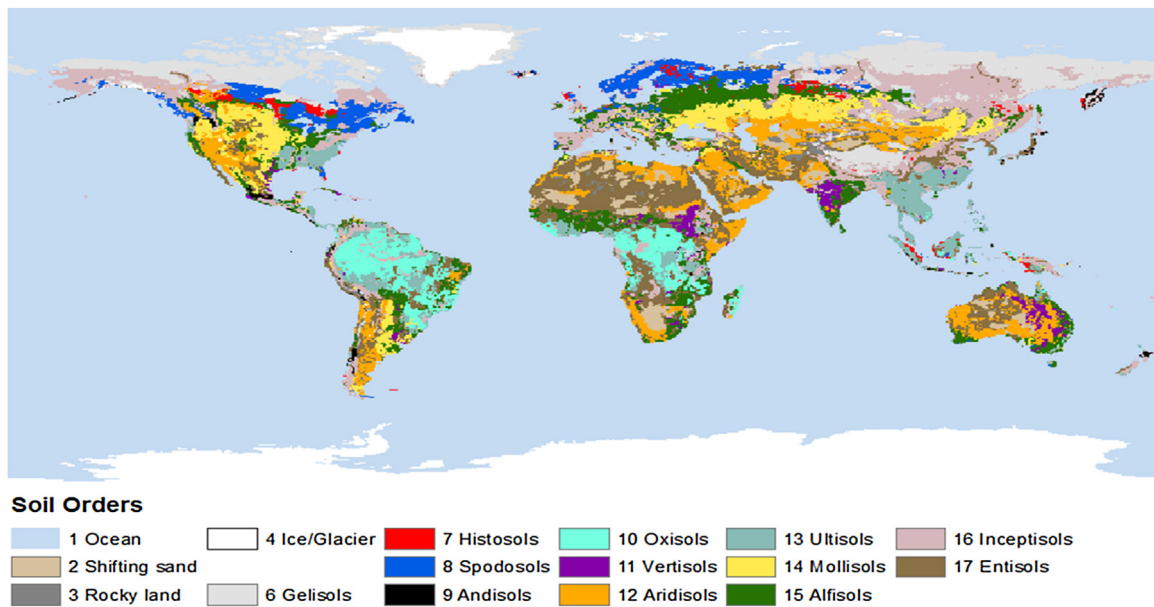 Soil Orders
1 Ocean 4 Ice/Glacier 7 Histosols 10 Oxisols 13 Ultisols 16 Inceptisols
2 Shifting sand 8 Spodosols 11 Vertisols 14 Mollisols 17 Entisols
3 Rocky land 6 Gelisols 9 Andisols 12 Aridisols 15 Alfisols